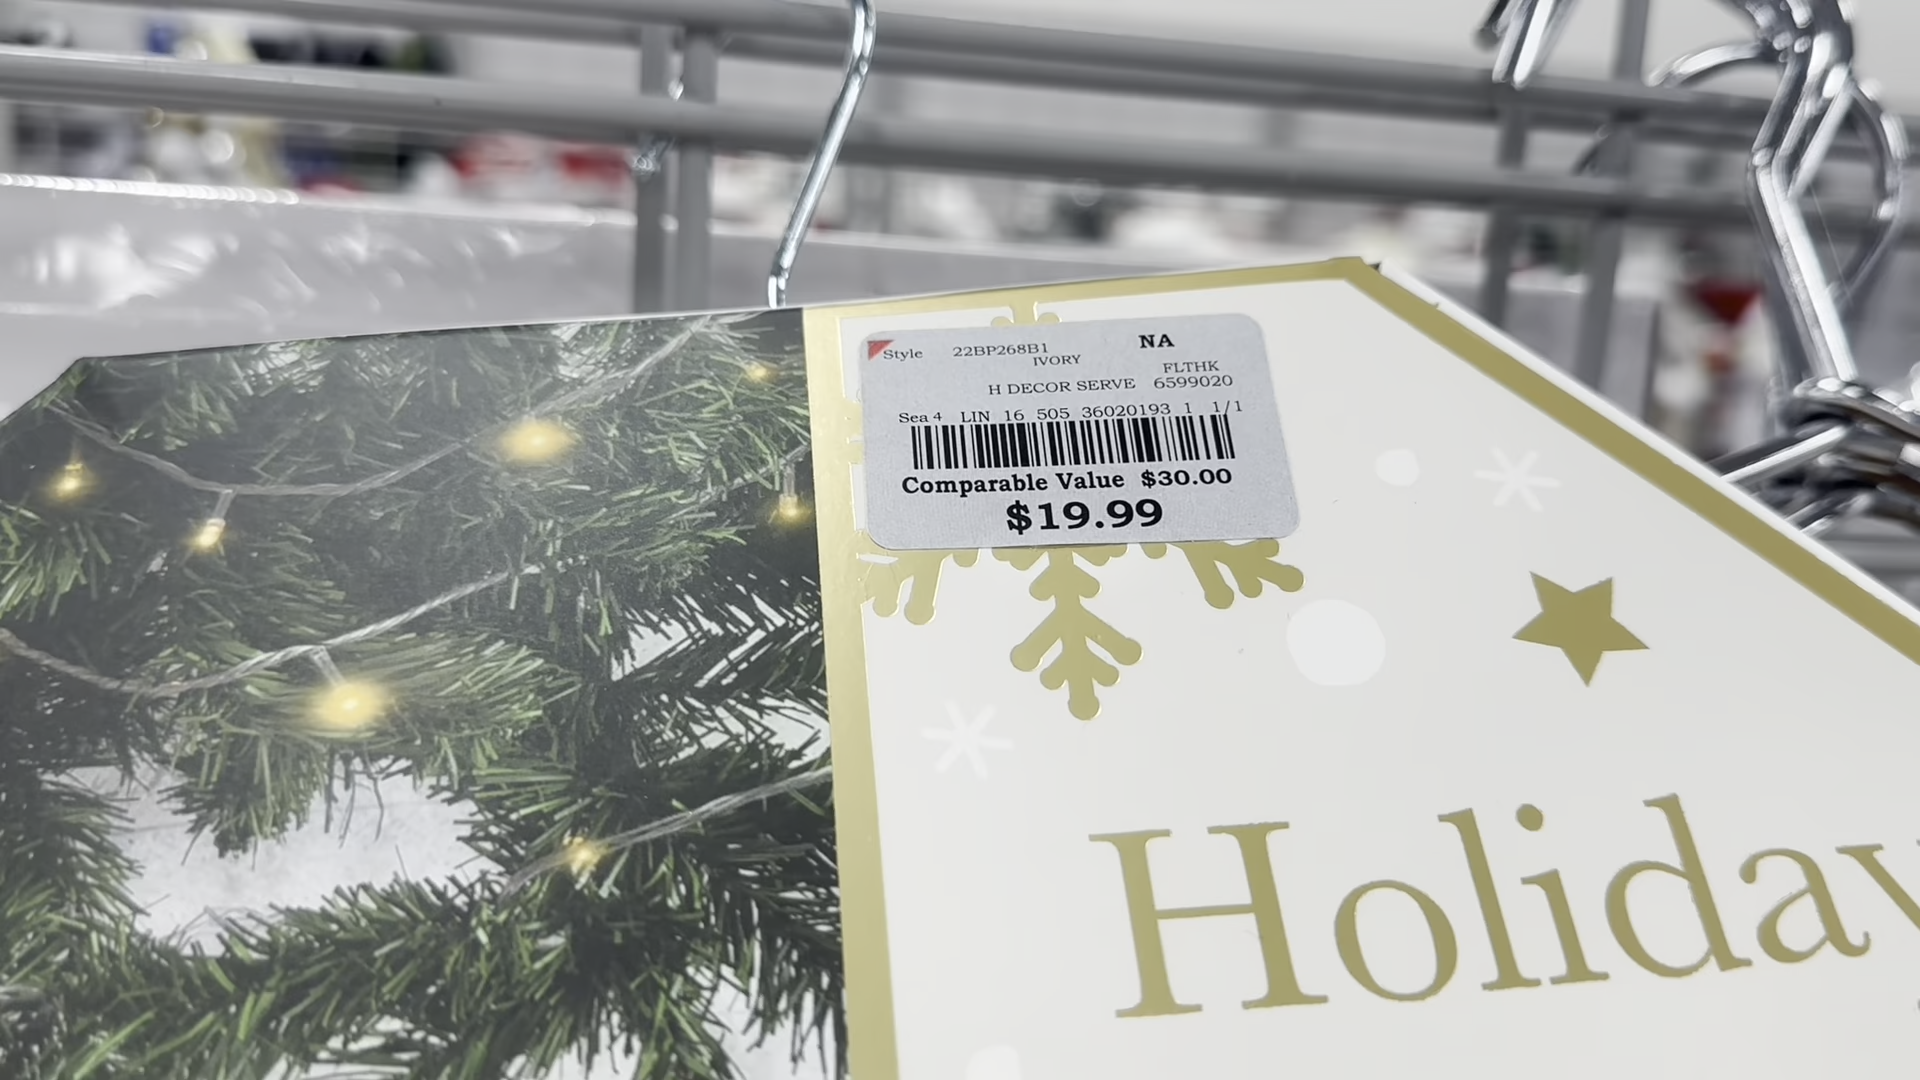 Style 22BP268B1 NA
IVORY
FLTHK
H DECOR SERVE 6599020
Sea 4 LIN 16 505 36020193 1 1/1
Comparable Value $30.00
$19.99
Holiday